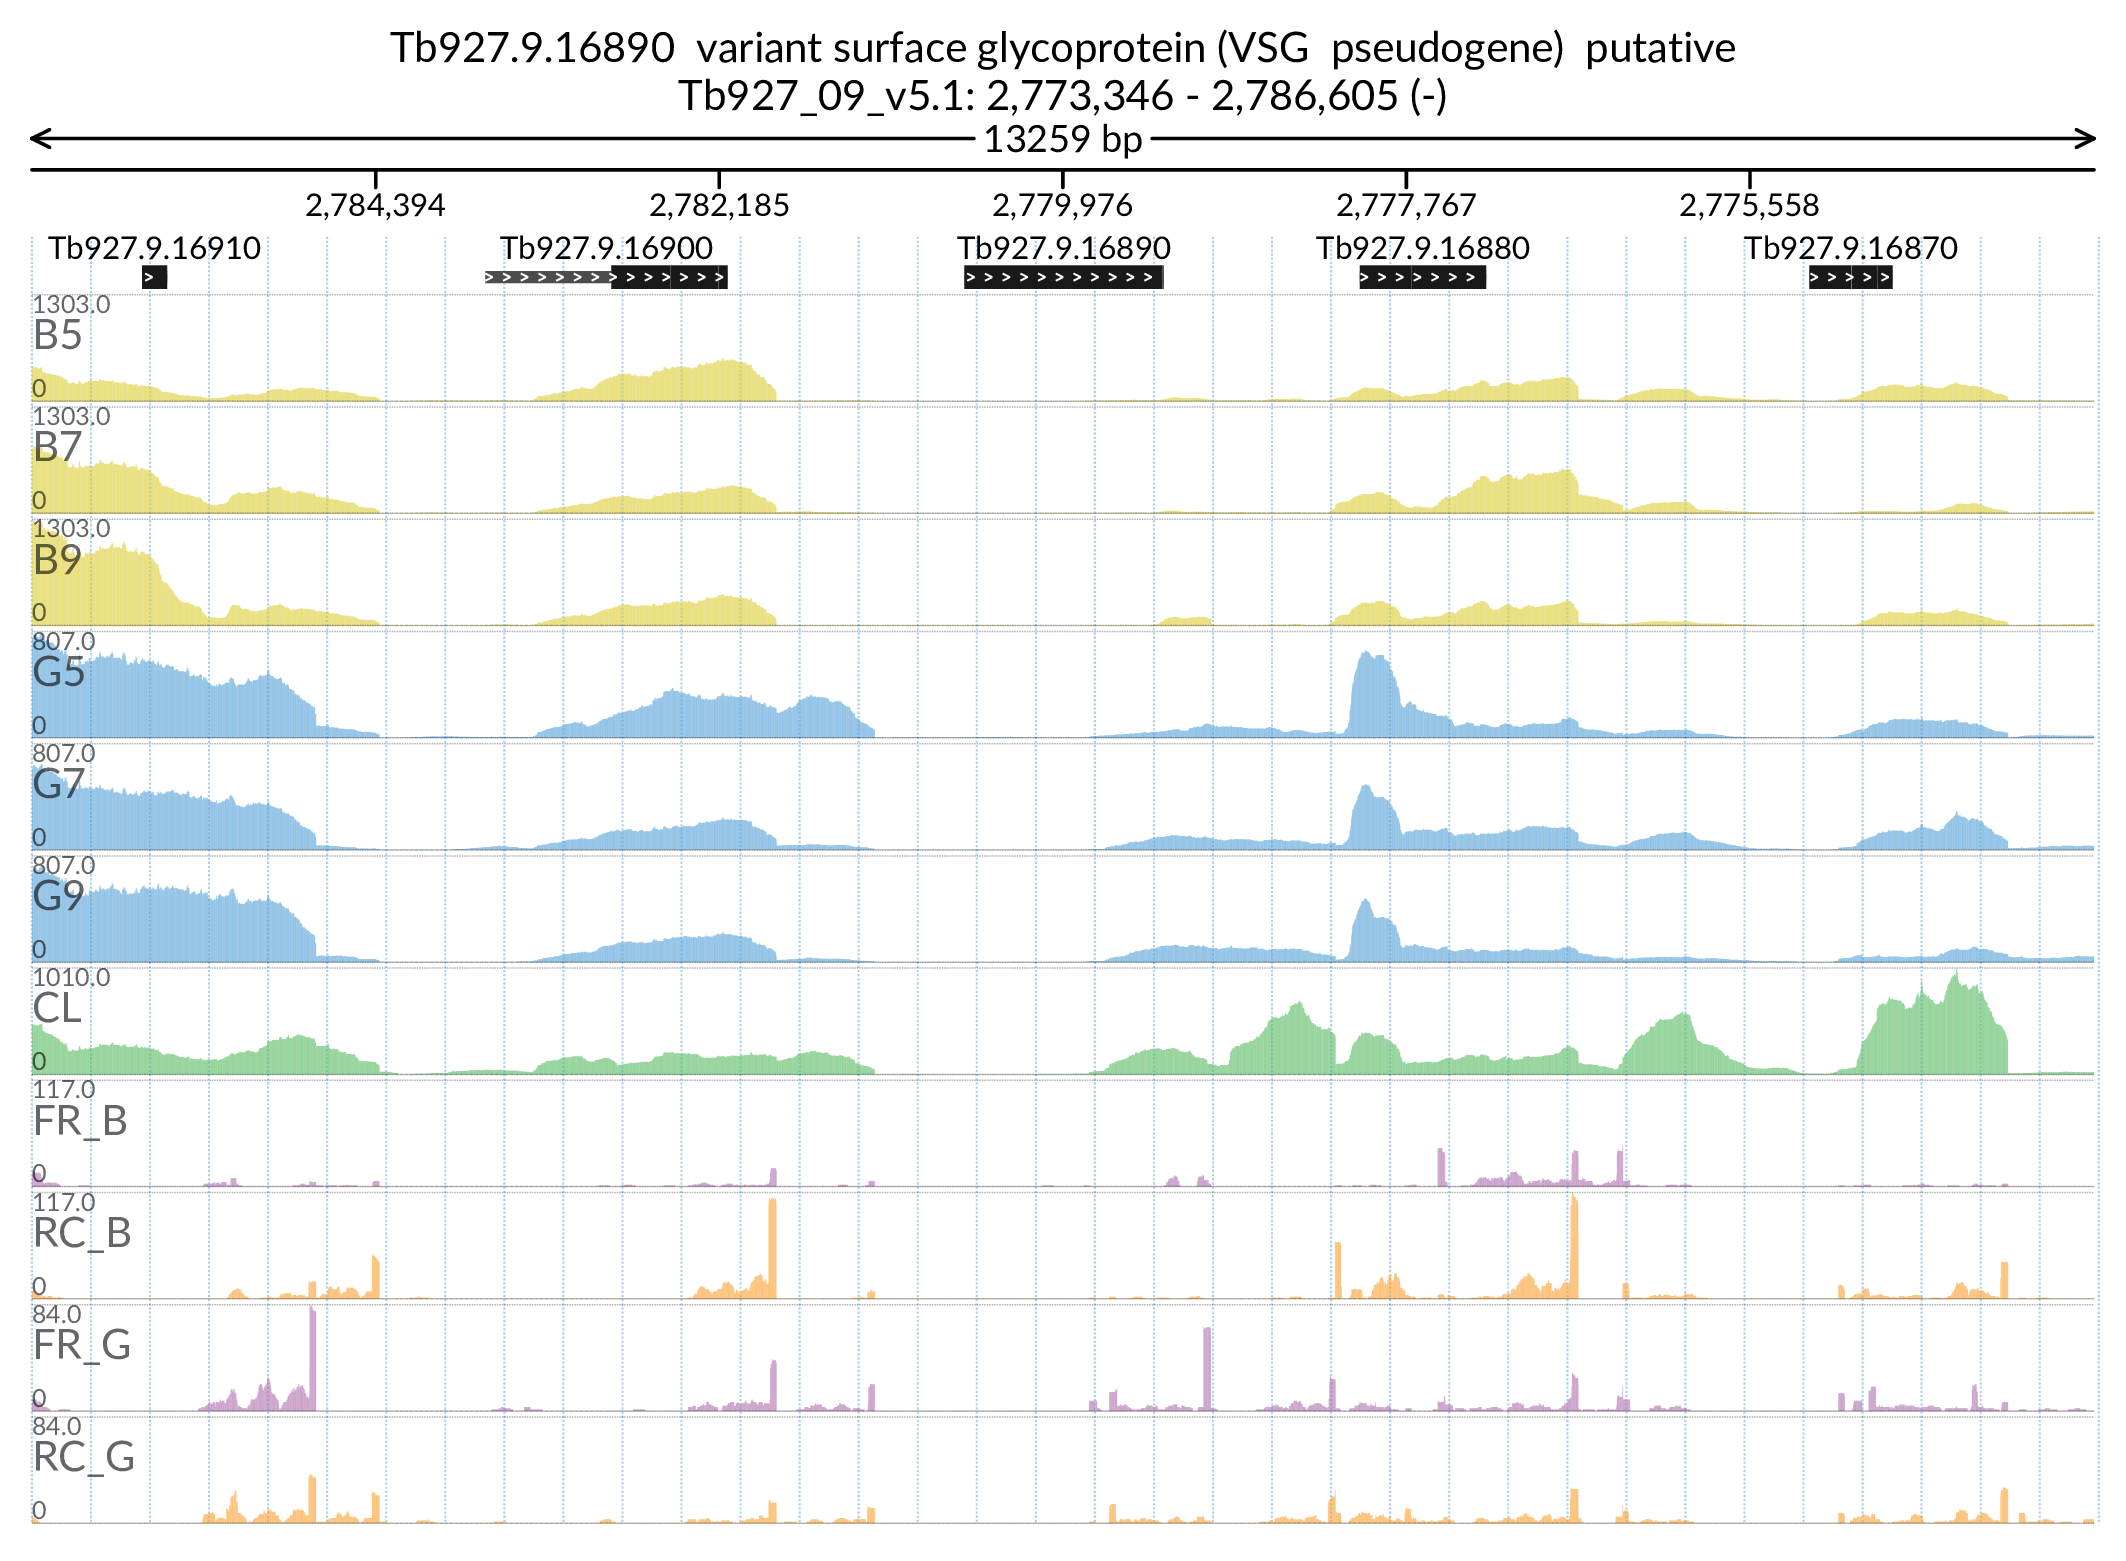 Tb927.9.16890 variant surface glycoprotein (VSG pseudogene) putative
Tb927_09_v5.1: 2,773,346 - 2,786,605 (-)
13259 bp
2,784,394 2,782,185 2,779,976 2,777,767 2,775,558
Tb927.9.16910 Tb927.9.16900 Tb927.9.16890 Tb927.9.16880 Tb927.9.16870
1303.0
B5
0
1303.0
B7
0
1303.0
B9
0
807.0
G5
0
807.0
G7
0
807.0
G9
0
1010.0
CL
0
117.0
FR_B
0
117.0
RC_B
0
84.0
FR_G
0
84.0
RC_G
0